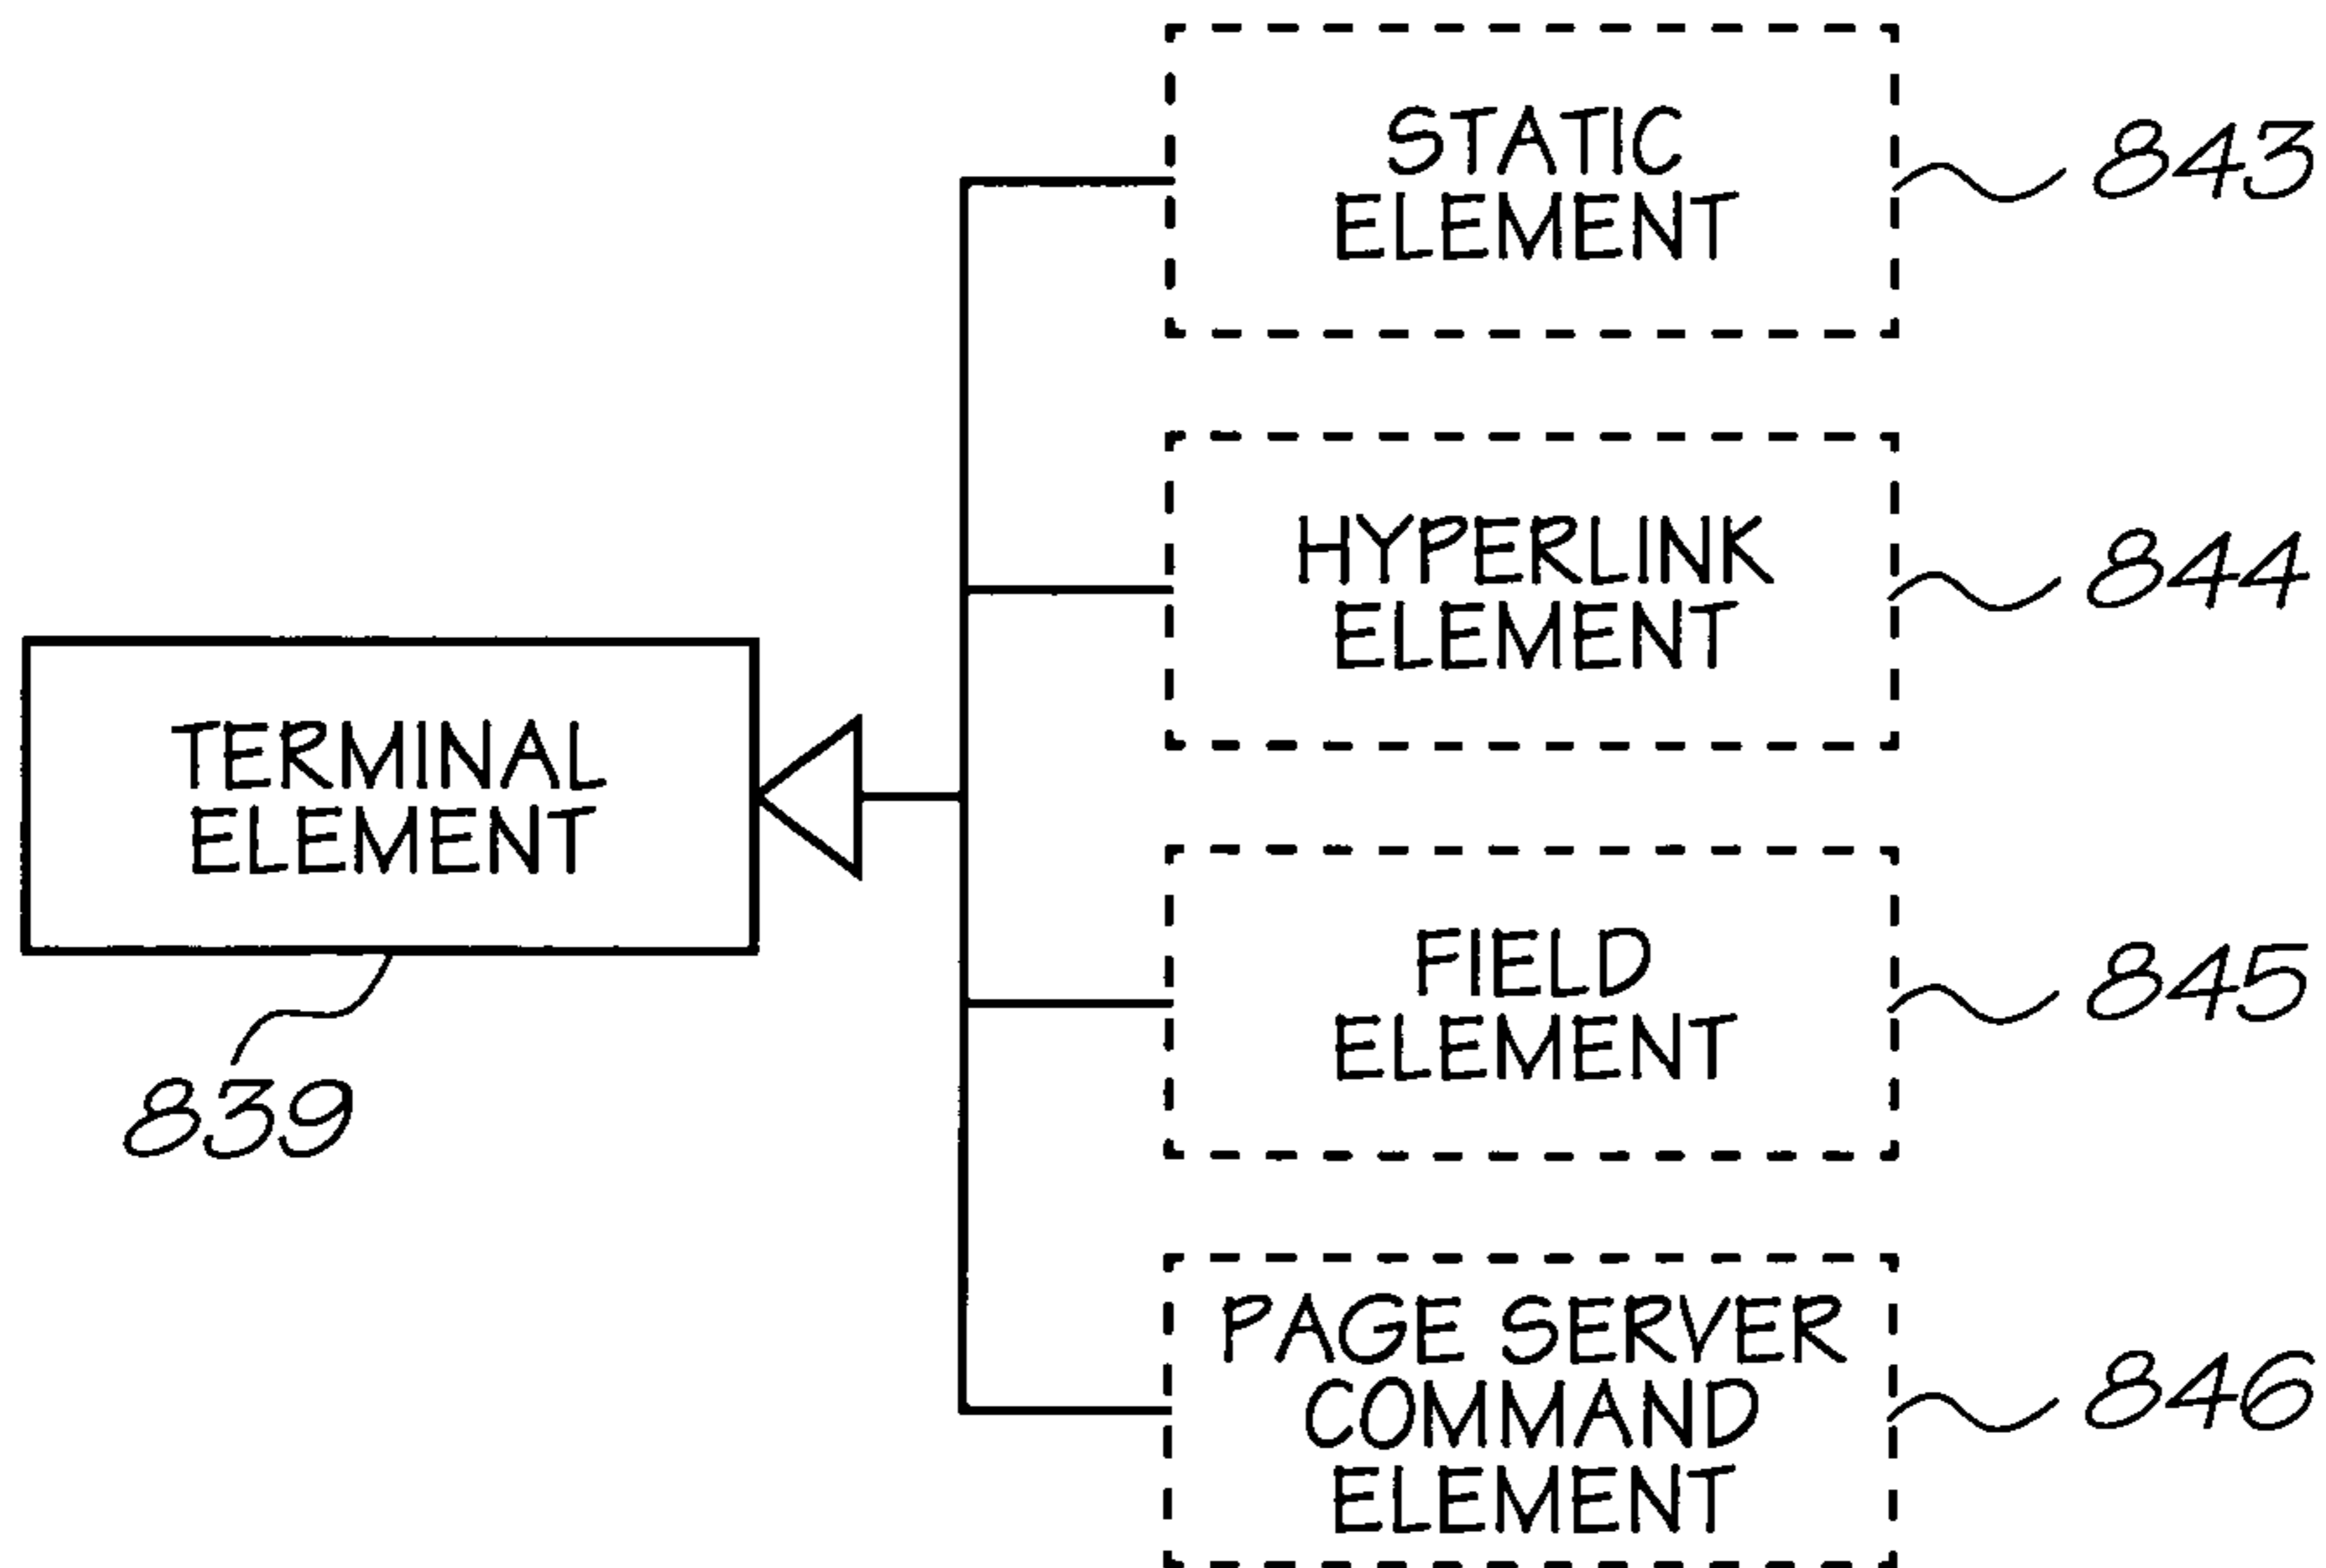 STATIC
ELEMENT
843
HYPERLINK
ELEMENT
844
TERMINAL
ELEMENT
839
FIELD
ELEMENT
845
PAGE SERVER
COMMAND
ELEMENT
846